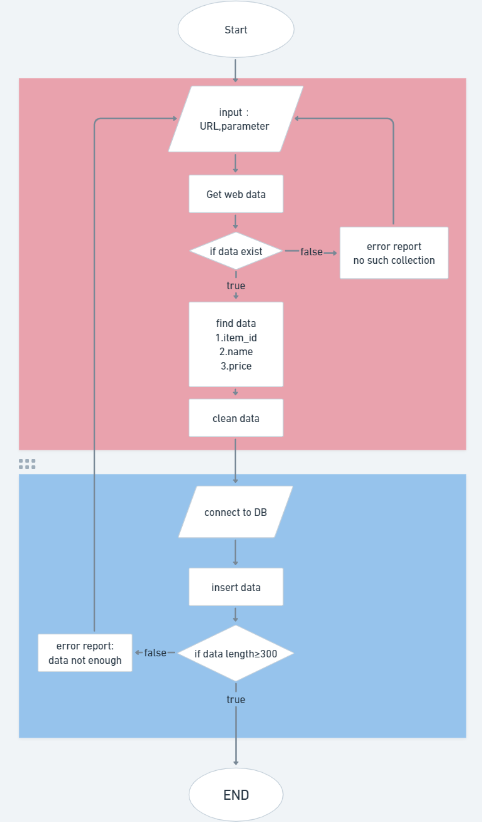 Start
input :
URL,parameter
Get web data
if data exist
false
error report
no such collection
true
find data
1.item_id
2.name
3.price
clean data
connect to DB
insert data
if data length≥300
false
error report:
data not enough
true
END